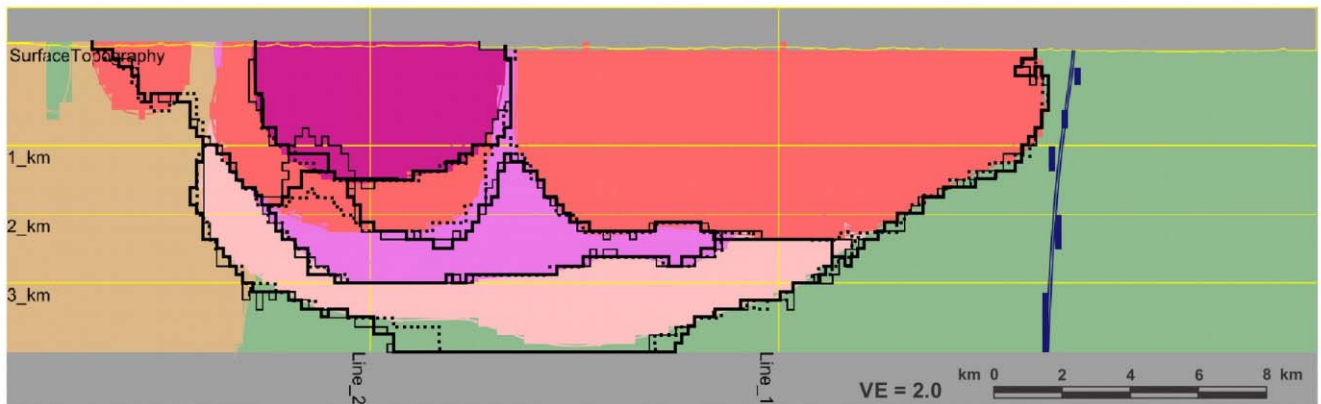 SurfaceTopography
1_km
2_km
3_km
Line_2
Line_1
VE = 2.0
km 0 2 4 6 8 km